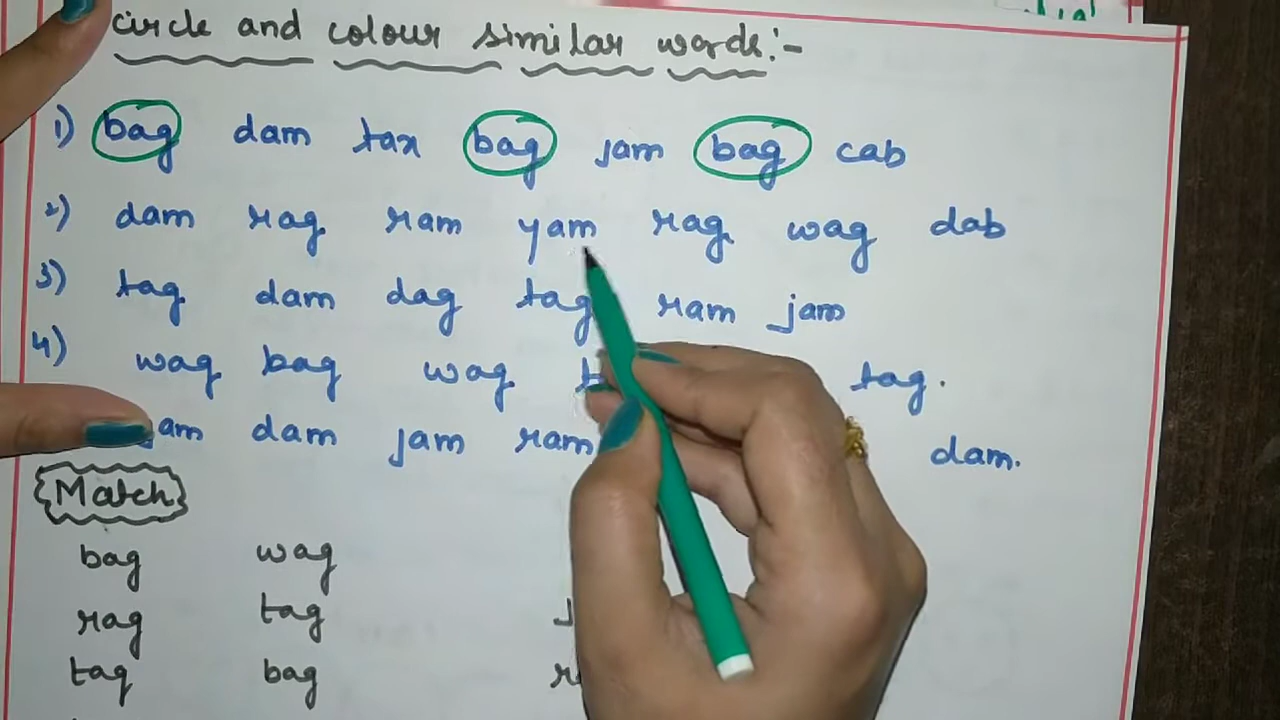 circle and colour similar words:-
1) bag dam tax bag jam bag cab
2) dam rag ram yam rag wag dab
3) tag dam dag tag ram jam
4) wag bag wag tag.
dam jam ram dam.
Match
bag wag
rag tag
tag bag